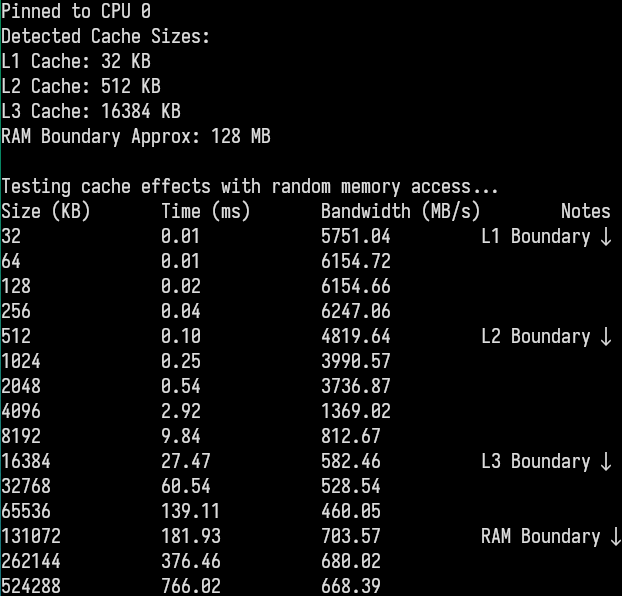 Pinned to CPU 0
Detected Cache Sizes:
L1 Cache: 32 KB
L2 Cache: 512 KB
L3 Cache: 16384 KB
RAM Boundary Approx: 128 MB

Testing cache effects with random memory access...
Size (KB)       Time (ms)       Bandwidth (MB/s)        Notes
32              0.01            5751.04         L1 Boundary ↓
64              0.01            6154.72
128             0.02            6154.66
256             0.04            6247.06
512             0.10            4819.64         L2 Boundary ↓
1024            0.25            3990.57
2048            0.54            3736.87
4096            2.92            1369.02
8192            9.84            812.67
16384           27.47           582.46          L3 Boundary ↓
32768           60.54           528.54
65536           139.11          460.05
131072          181.93          703.57          RAM Boundary ↓
262144          376.46          680.02
524288          766.02          668.39